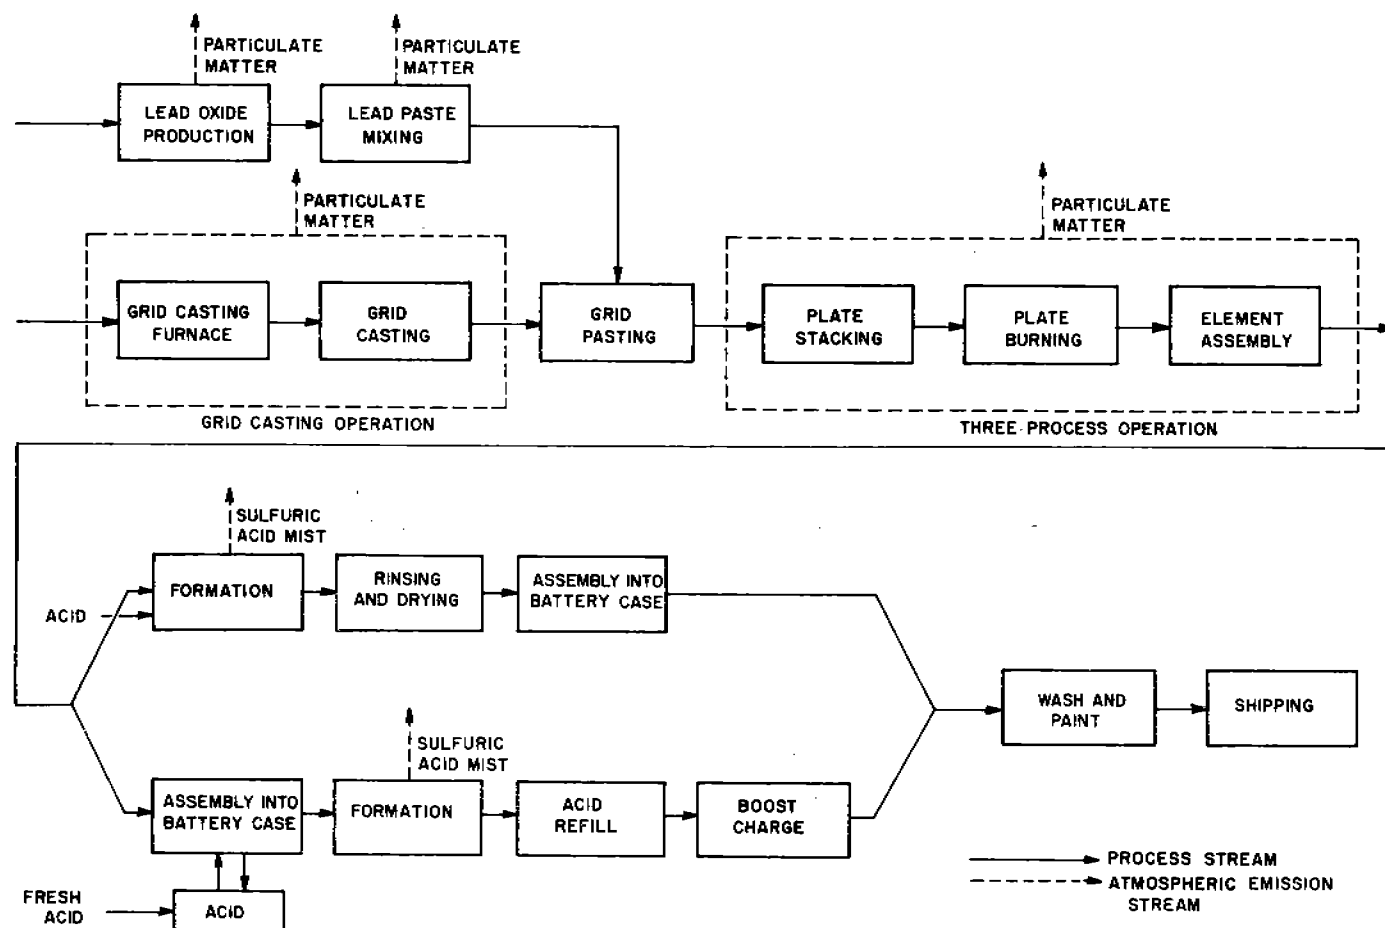 PARTICULATE
MATTER
PARTICULATE
MATTER
LEAD OXIDE
PRODUCTION
LEAD PASTE
MIXING
PARTICULATE
MATTER
PARTICULATE
MATTER
GRID CASTING
FURNACE
GRID
CASTING
GRID
PASTING
PLATE
STACKING
PLATE
BURNING
ELEMENT
ASSEMBLY
GRID CASTING OPERATION
THREE-PROCESS OPERATION
SULFURIC
ACID MIST
FORMATION
RINSING
AND DRYING
ASSEMBLY INTO
BATTERY CASE
ACID
WASH AND
PAINT
SHIPPING
SULFURIC
ACID MIST
ASSEMBLY INTO
BATTERY CASE
FORMATION
ACID
REFILL
BOOST
CHARGE
PROCESS STREAM
ATMOSPHERIC EMISSION
STREAM
FRESH
ACID
ACID